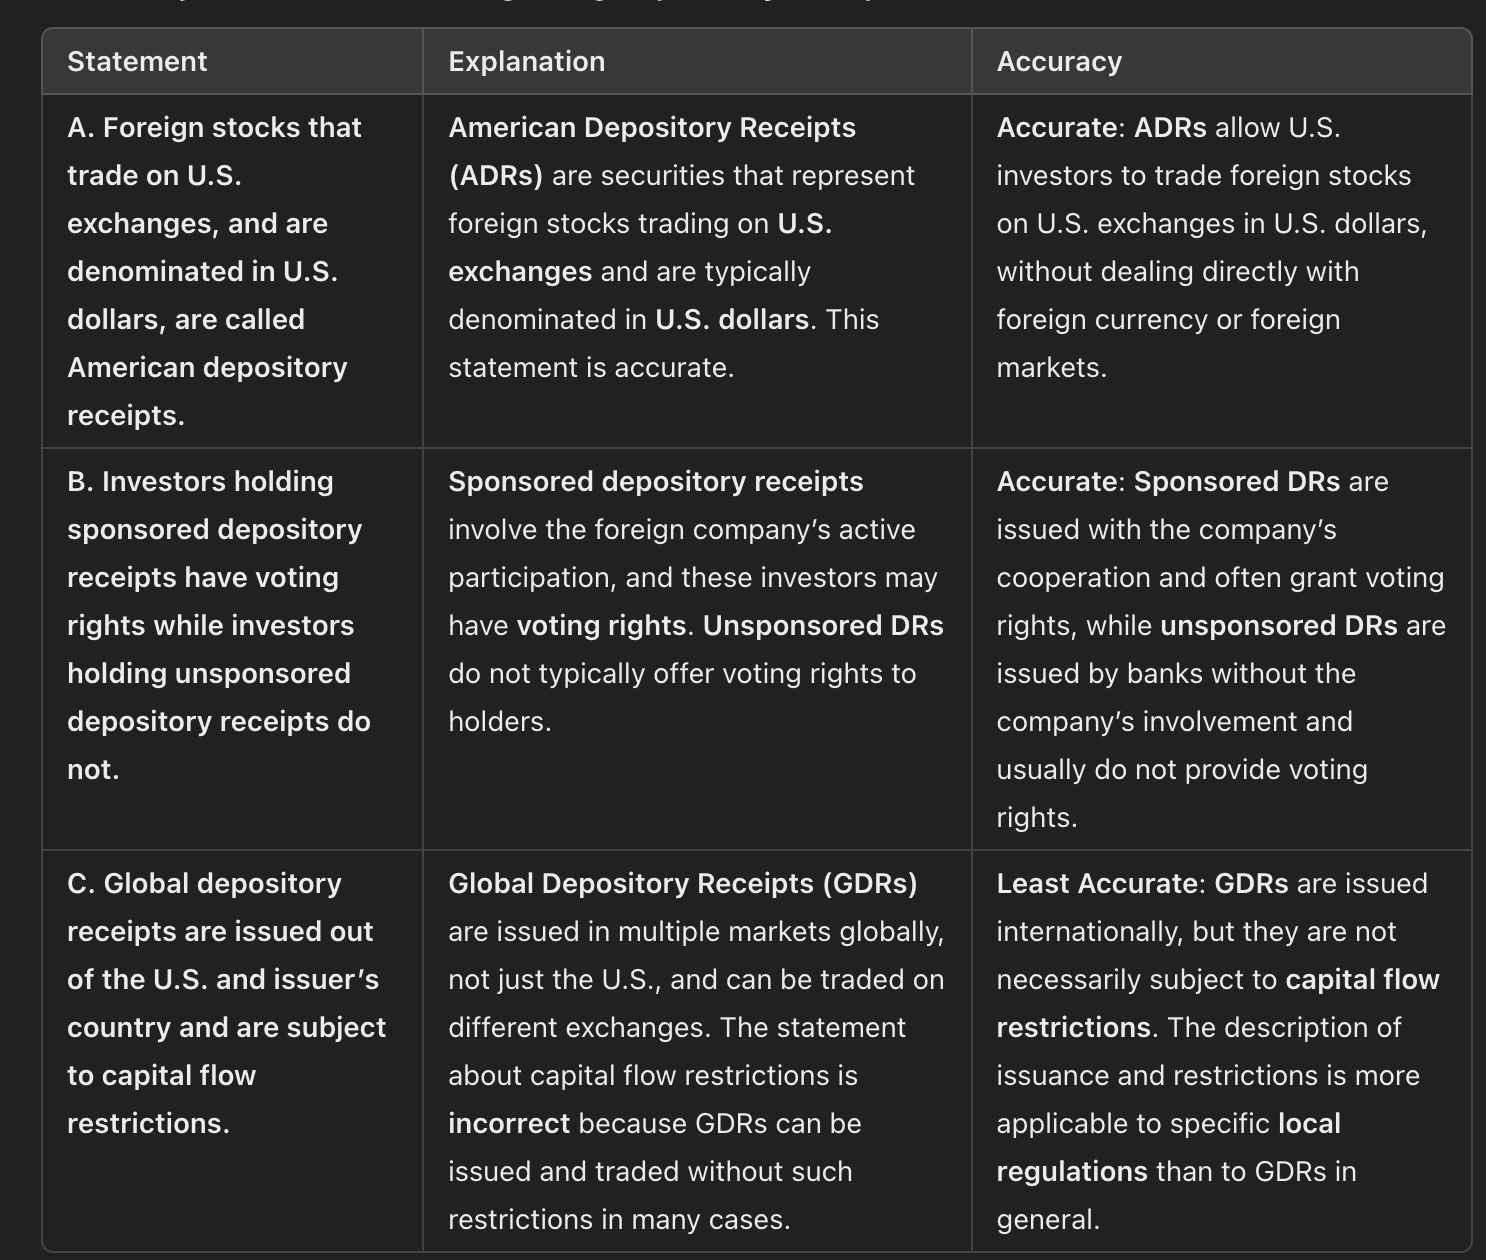 Statement
Explanation
Accuracy
A. Foreign stocks that
trade on U.S.
exchanges, and are
denominated in U.S.
dollars, are called
American depository
receipts.
American Depository Receipts
(ADRs) are securities that represent
foreign stocks trading on U.S.
exchanges and are typically
denominated in U.S. dollars. This
statement is accurate.
Accurate: ADRs allow U.S.
investors to trade foreign stocks
on U.S. exchanges in U.S. dollars,
without dealing directly with
foreign currency or foreign
markets.
B. Investors holding
sponsored depository
receipts have voting
rights while investors
holding unsponsored
depository receipts do
not.
Sponsored depository receipts
involve the foreign company’s active
participation, and these investors may
have voting rights. Unsponsored DRs
do not typically offer voting rights to
holders.
Accurate: Sponsored DRs are
issued with the company’s
cooperation and often grant voting
rights, while unsponsored DRs are
issued by banks without the
company’s involvement and
usually do not provide voting
rights.
C. Global depository
receipts are issued out
of the U.S. and issuer’s
country and are subject
to capital flow
restrictions.
Global Depository Receipts (GDRs)
are issued in multiple markets globally,
not just the U.S., and can be traded on
different exchanges. The statement
about capital flow restrictions is
incorrect because GDRs can be
issued and traded without such
restrictions in many cases.
Least Accurate: GDRs are issued
internationally, but they are not
necessarily subject to capital flow
restrictions. The description of
issuance and restrictions is more
applicable to specific local
regulations than to GDRs in
general.